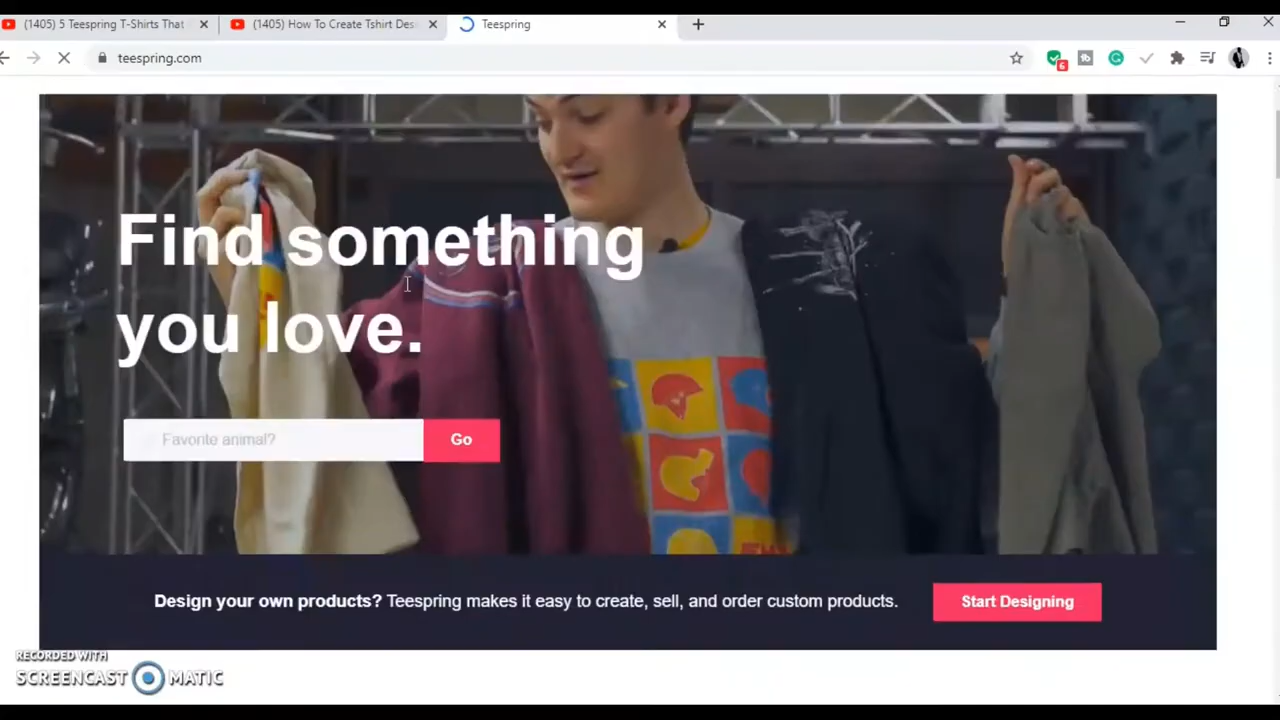 (1405) 5 Teespring T-Shirts That
(1405) How To Create Tshirt Des
Teespring
teespring.com
6
Find something
you love.
Favorite animal?
Go
Design your own products? Teespring makes it easy to create, sell, and order custom products.
Start Designing
RECORDED WITH
SCREENCAST MATIC